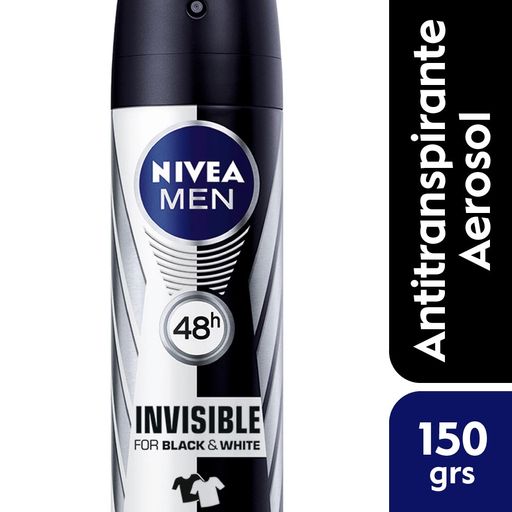 NIVEA
MEN
48h
INVISIBLE
FOR BLACK & WHITE
Antitranspirante
Aerosol
150
grs